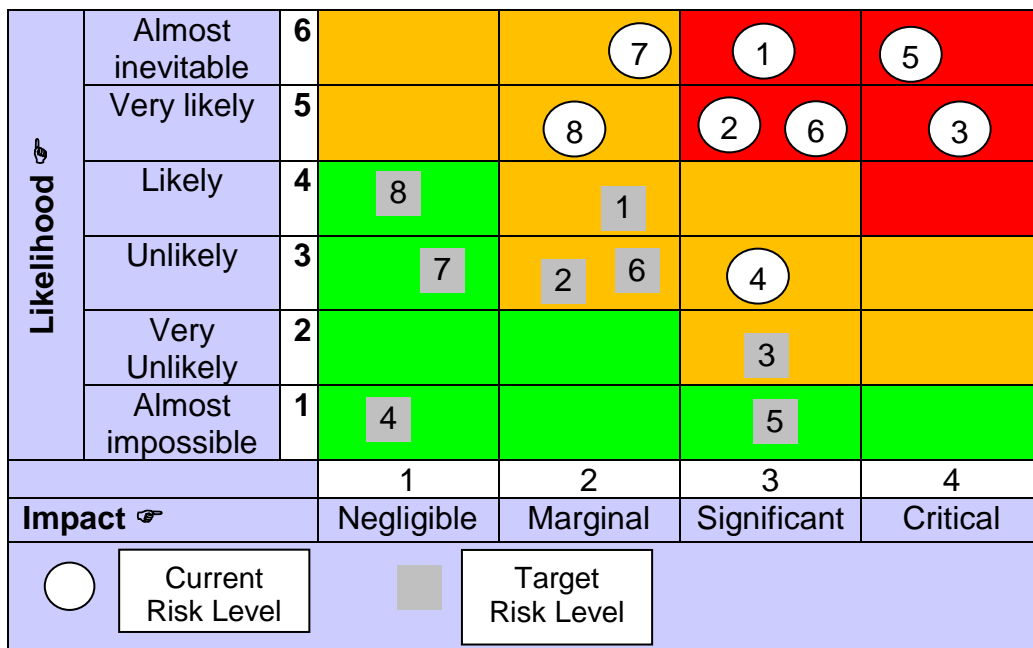 Likelihood
Almost
inevitable
6
7
1
5
Very likely
5
8
2
6
3
Likely
4
8
1
Unlikely
3
7
2
6
4
Very
Unlikely
2
3
Almost
impossible
1
4
5
1
2
3
4
Impact
Negligible
Marginal
Significant
Critical
Current
Risk Level
Target
Risk Level